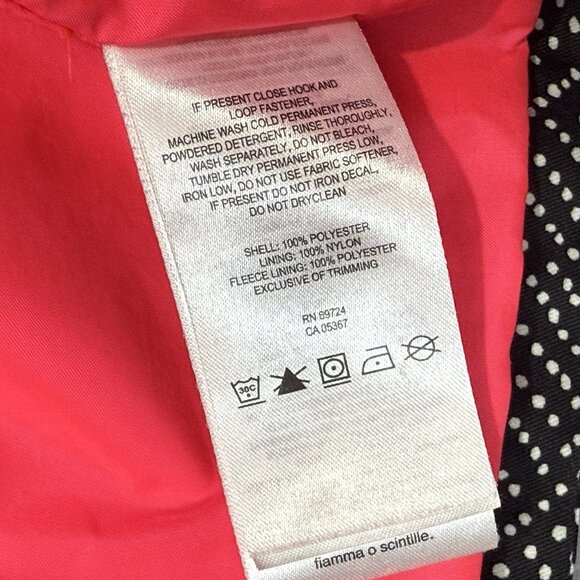 IF PRESENT CLOSE HOOK AND
LOOP FASTENER,
MACHINE WASH COLD PERMANENT PRESS,
POWDERED DETERGENT, RINSE THOROUGHLY,
WASH SEPARATELY, DO NOT BLEACH,
TUMBLE DRY PERMANENT PRESS LOW,
IRON LOW, DO NOT USE FABRIC SOFTENER,
IF PRESENT DO NOT IRON DECAL,
DO NOT DRYCLEAN
SHELL: 100% POLYESTER
LINING: 100% NYLON
FLEECE LINING: 100% POLYESTER
EXCLUSIVE OF TRIMMING
RN 69724
CA 05367
30C
fiamma o scintille.